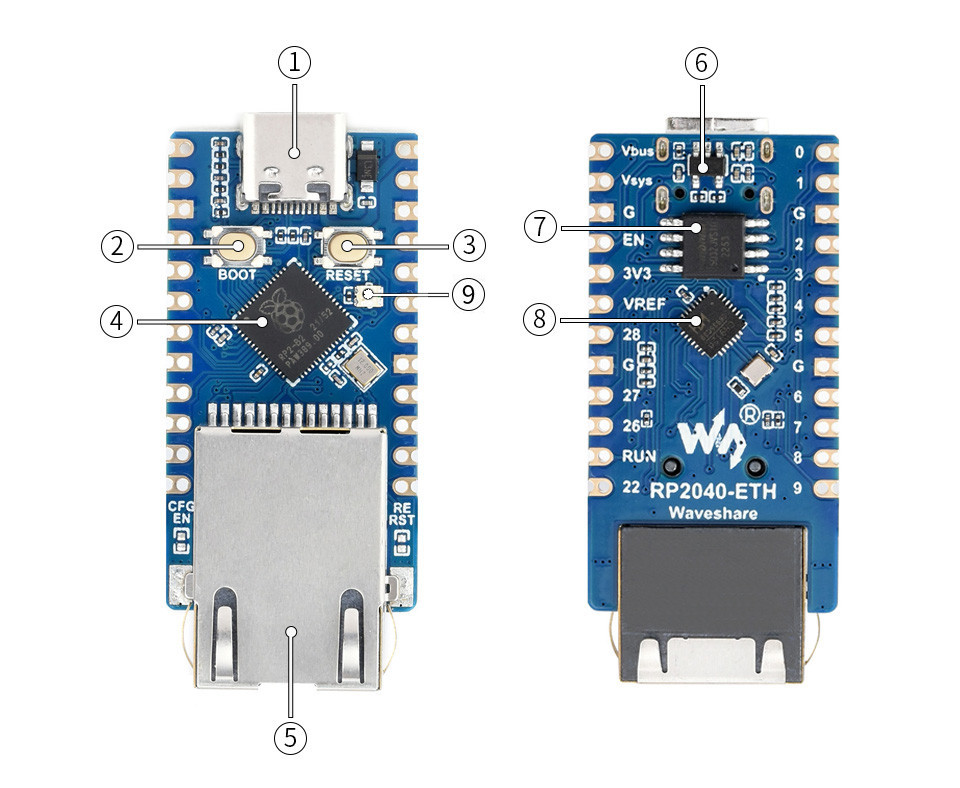 ①
⑥
②
③
BOOT
RESET
⑨
④
RP2-B2 21/52
CFG
EN
RE
RST
⑤
Vbus
0
Vsys
1
G
G
⑦
EN
2
3V3
3
VREF
4
⑧
28
5
G
G
27
6
26
7
®
RUN
8
22
RP2040-ETH
9
Waveshare